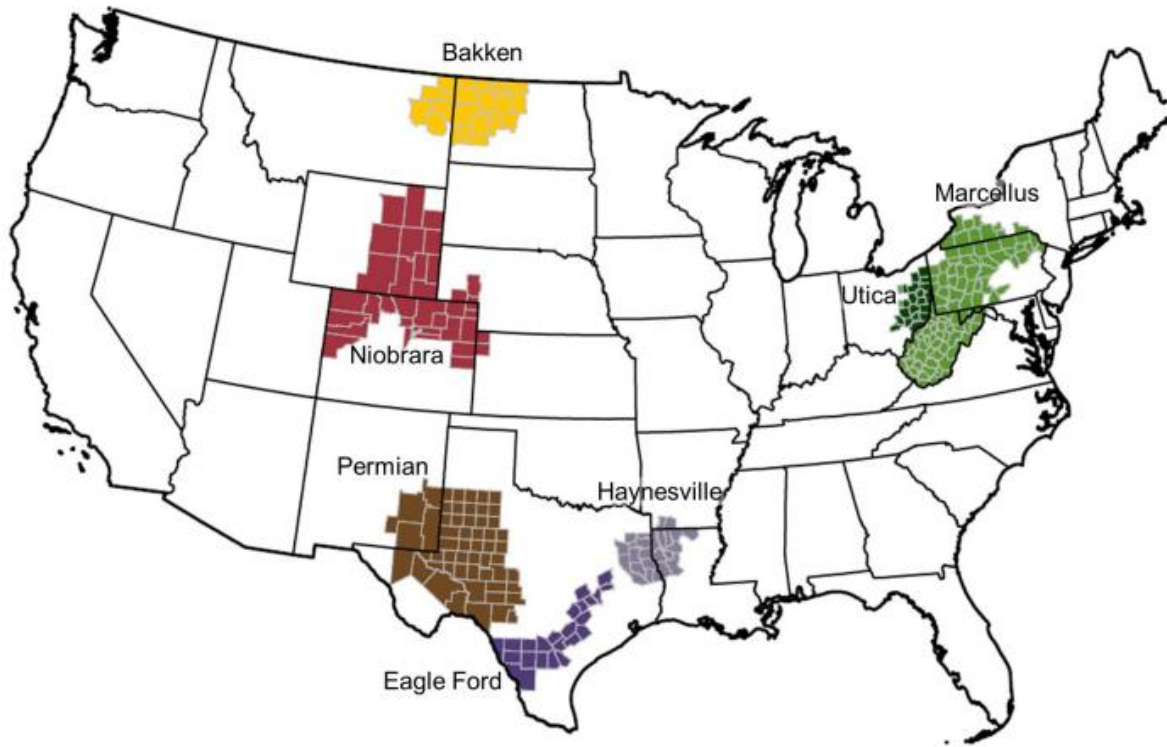 Bakken
Marcellus
Utica
Niobrara
Permian
Haynesville
Eagle Ford